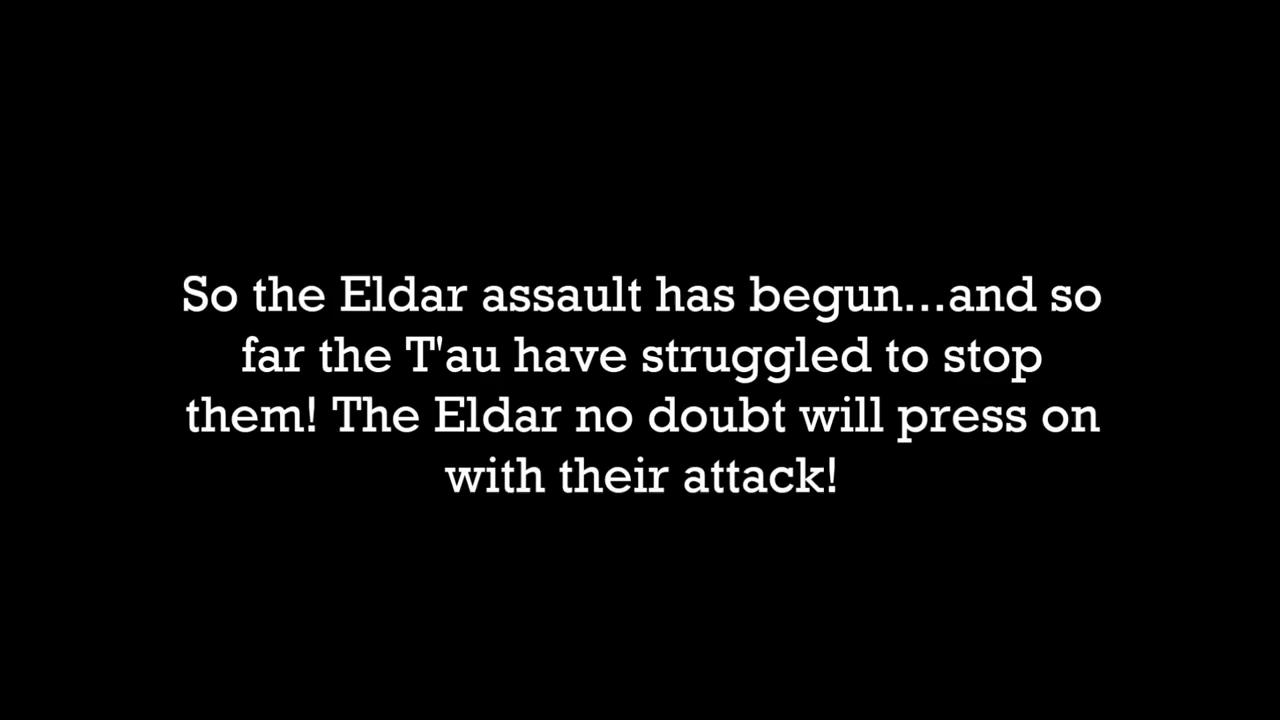 So the Eldar assault has begun...and so
far the T'au have struggled to stop
them! The Eldar no doubt will press on
with their attack!